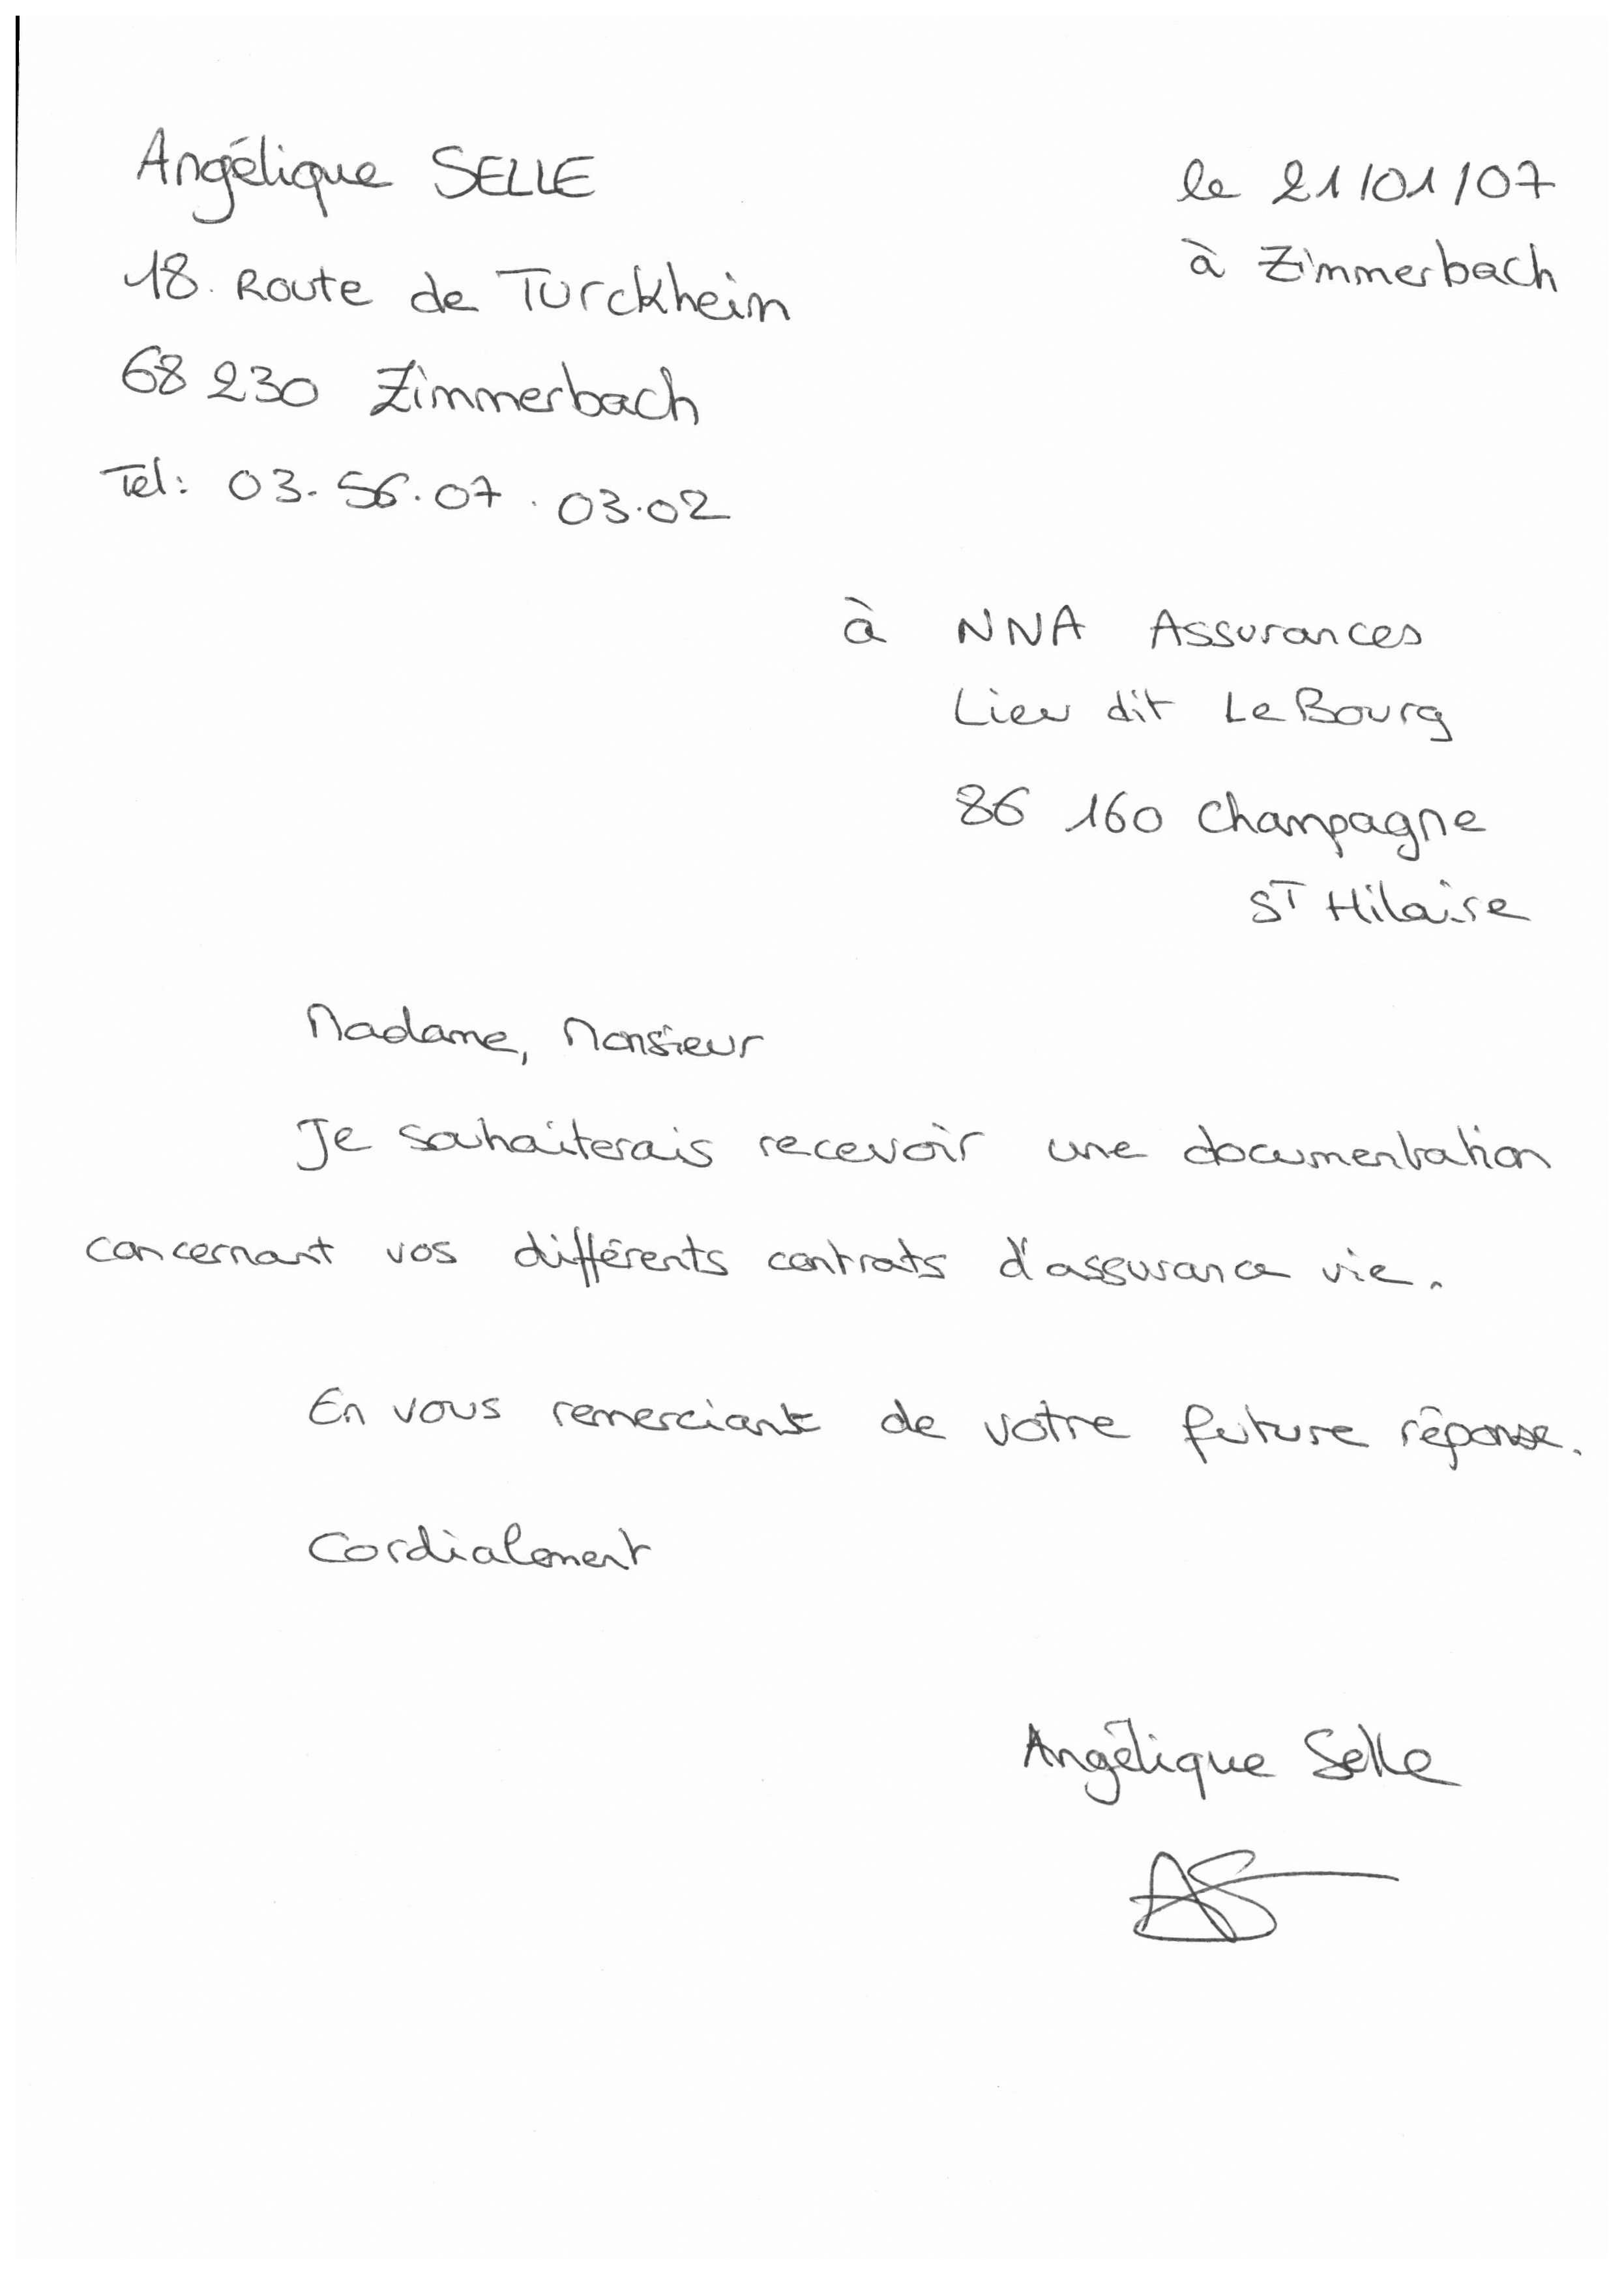 Angélique SELLE
le 21/01/07
18. Route de Turckheim
à Zimmerbach
68 230 Zimmerbach
Tel: 03.56.07.03.02
à NNA Assurances
Lieu dit Le Bourg
86 160 Champagne
ST Hilaire
Madame, Monsieur
Je souhaiterais recevoir une documentation
concernant vos différents contrats d'assurance vie.
En vous remerciant de votre future réponse.
Cordialement
Angélique Selle
AS